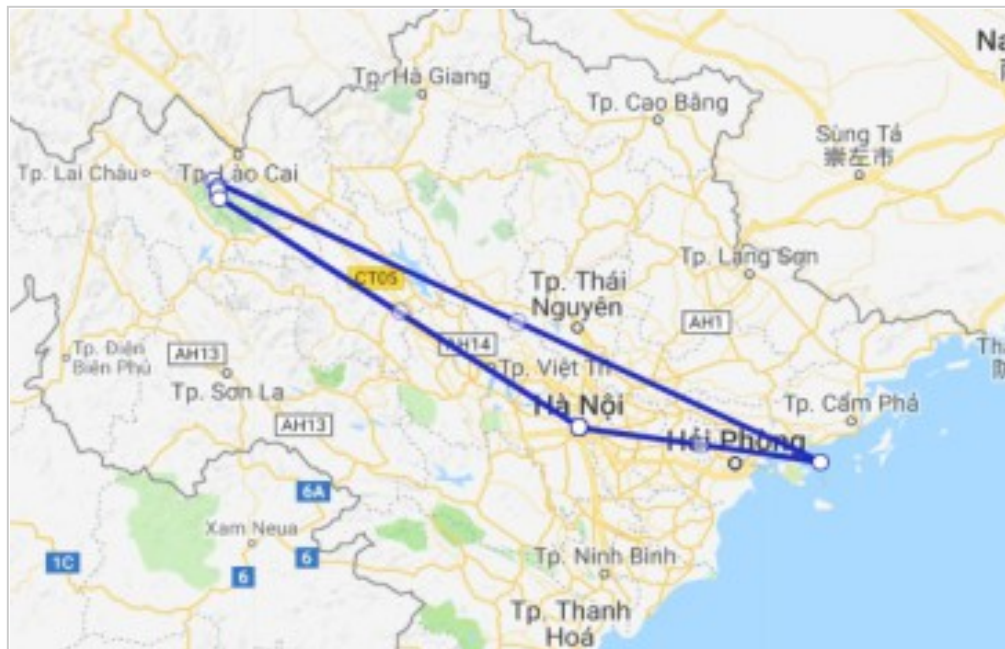 Na
Tp. Hà Giang
Tp. Cao Bằng
Sùng Tả
崇左市
Tp. Lai Châu
Tp. Lào Cai
Tp. Lạng Sơn
CT05
Tp. Thái
Nguyên
AH1
Tp. Điện
Biên Phủ
AH13
AH14
Tp. Việt Trì
Tp. Sơn La
Hà Nội
Tp. Cẩm Phả
AH13
Hải Phòng
6A
Xam Neua
1C
6
6
Tp. Ninh Bình
Tp. Thanh
Hoá